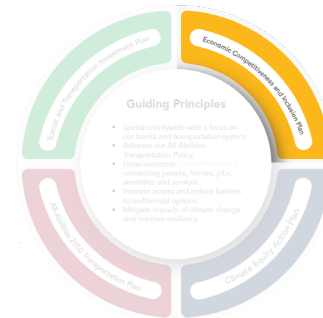 Transit and Transportation Investment Plan
Economic Competitiveness and Inclusion Plan
Guiding Principles
• Spend countywide with a focus on
our transit and transportation system.
• Advance our All-Abilities
Transportation Policy.
• Grow economic
connecting people, homes, jobs,
amenities and services.
• Increase access and reduce barriers
to multimodal options.
• Mitigate impacts of climate change
and improve resiliency.
All-Abilities 2050 Transportation Plan
Climate Equity Action Plan